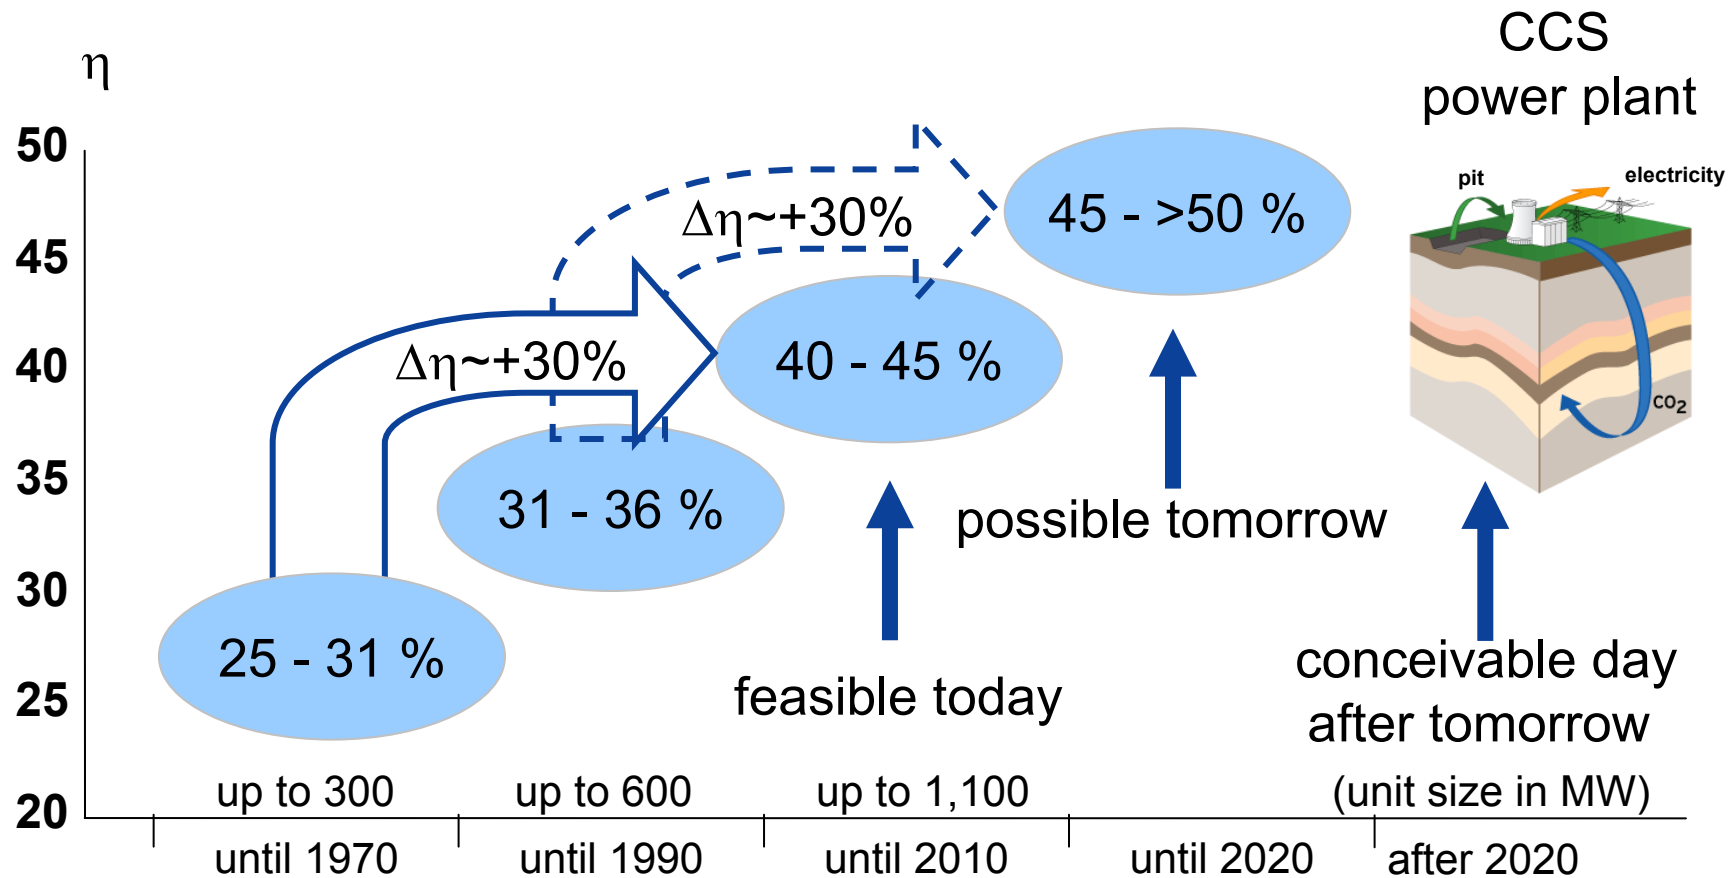 CCS
power plant
η
50
45
40
35
30
25
20
pit
electricity
CO2
Δη~+30%
45 - >50 %
Δη~+30%
40 - 45 %
31 - 36 %
25 - 31 %
possible tomorrow
feasible today
conceivable day
after tomorrow
up to 300
up to 600
up to 1,100
(unit size in MW)
until 1970
until 1990
until 2010
until 2020
after 2020